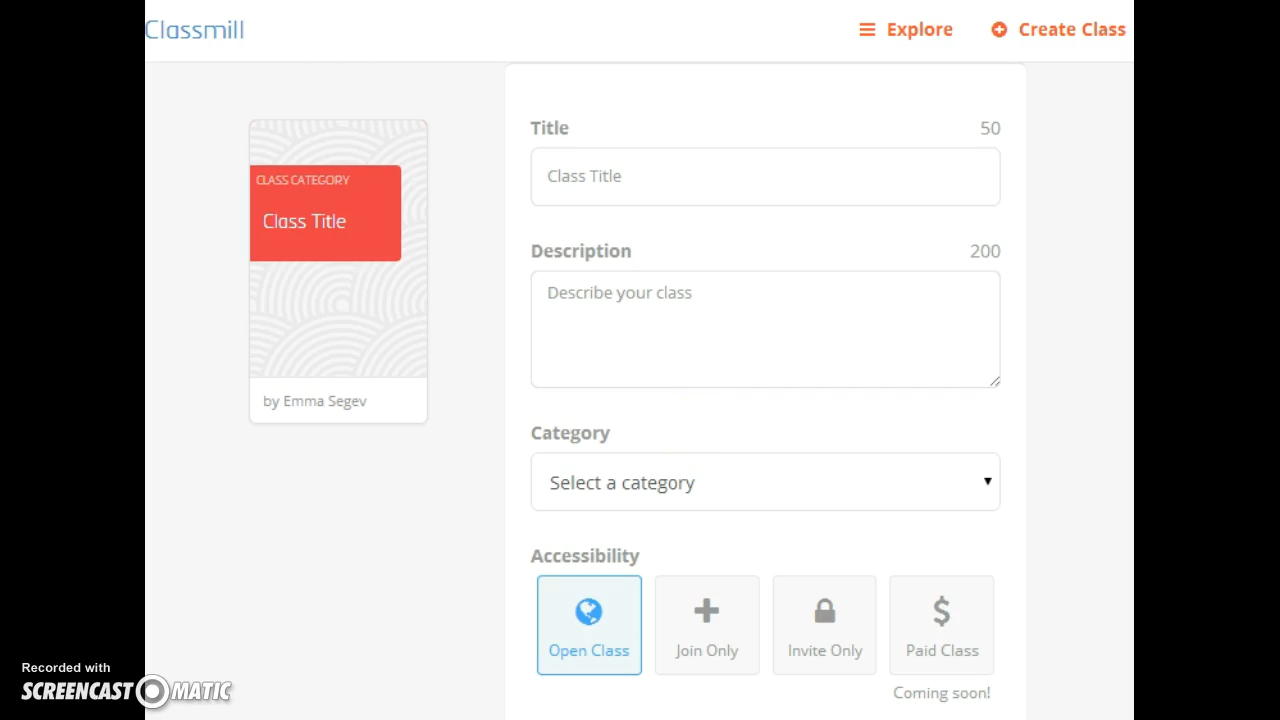 Classmill
Explore
Create Class
CLASS CATEGORY
Class Title
by Emma Segev
Title
50
Class Title
Description
200
Describe your class
Category
Select a category
Accessibility
Open Class
Join Only
Invite Only
Paid Class
Coming soon!
Recorded with
SCREENCAST MATIC